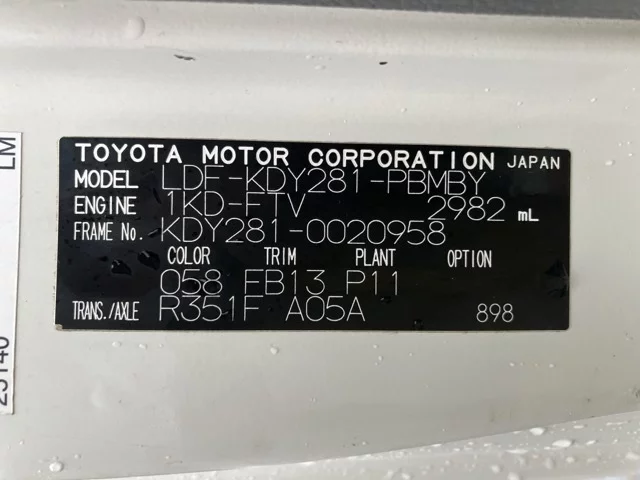 TOYOTA MOTOR CORPORATION JAPAN
MODEL LDF-KDY281-PBMBY
ENGINE 1KD-FTV 2982 mL
FRAME No. KDY281-0020958
COLOR TRIM PLANT OPTION
058 FB13 P11
TRANS./AXLE R351F A05A 898
LM